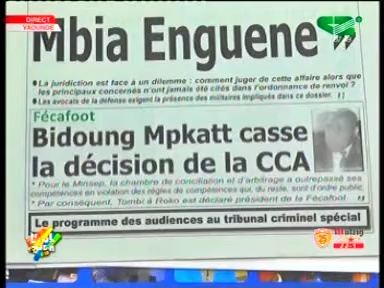 DIRECT
YAOUNDE
Mbia Enguene
La juridiction est face à un dilemme : comment juger de cette affaire alors que
les principaux concernés n'ont jamais été cités dans l'ordonnance de renvoi ?
Les avocats de la défense exigent la présence des militaires impliqués dans ce dossier.
Fécafoot
Bidoung Mpkatt casse
la décision de la CCA
* Pour le Minsep, la chambre de conciliation et d'arbitrage a outrepassé ses
compétences en violation des règles de compétences qui, du reste, sont d'ordre public.
* Par conséquent, Tombi à Roko est déclaré président de la Fécafoot
Le programme des audiences au tribunal criminel spécial
25